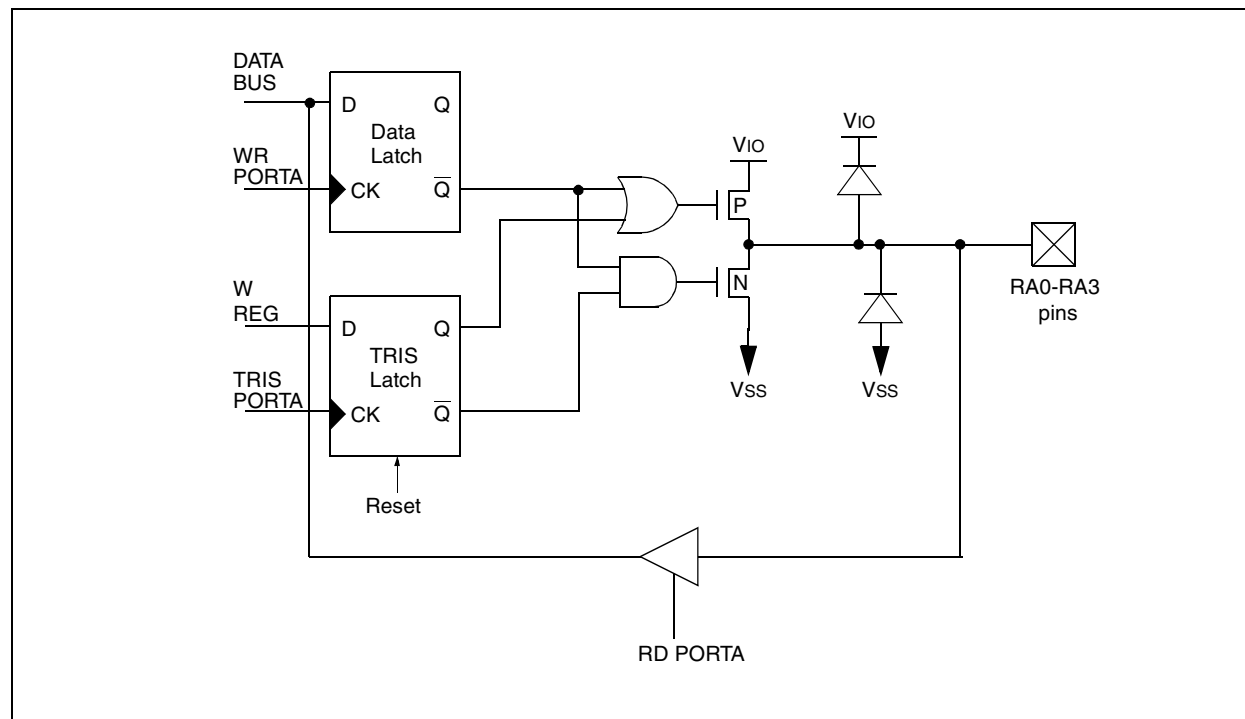 DATA
BUS
D
Q
Data
Latch
WR
PORTA
CK
Q
VIO
VIO
P
N
W
REG
D
Q
TRIS
Latch
TRIS
PORTA
CK
Q
VSS
VSS
RA0-RA3
pins
Reset
RD PORTA